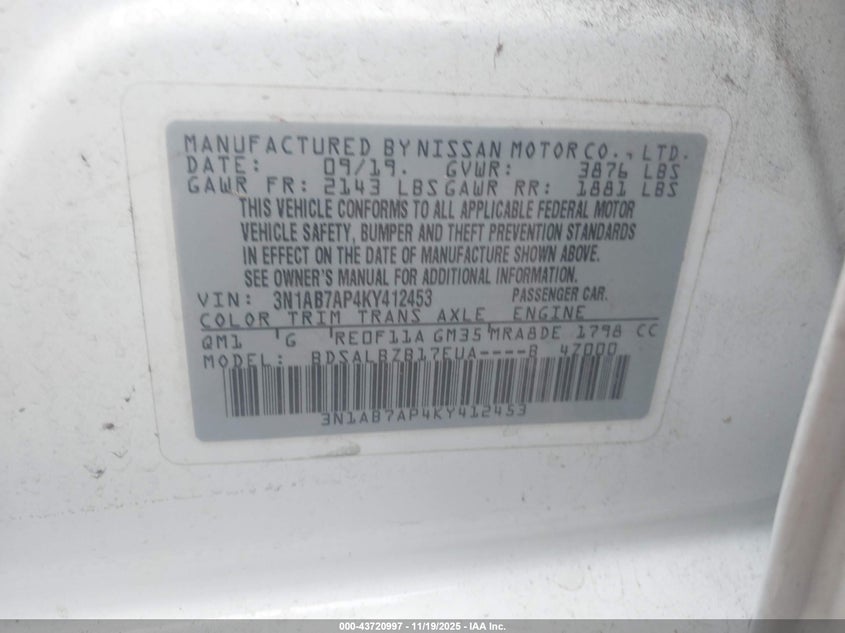 MANUFACTURED BY NISSAN MOTOR CO., LTD.
DATE: 09/19. GVWR: 3876 LBS
GAWR FR: 2143 LBS GAWR RR: 1881 LBS
THIS VEHICLE CONFORMS TO ALL APPLICABLE FEDERAL MOTOR
VEHICLE SAFETY, BUMPER AND THEFT PREVENTION STANDARDS
IN EFFECT ON THE DATE OF MANUFACTURE SHOWN ABOVE.
SEE OWNER'S MANUAL FOR ADDITIONAL INFORMATION.
VIN: 3N1AB7AP4KY412453 PASSENGER CAR.
COLOR TRIM TRANS AXLE ENGINE
QM1 G RE0F11A GM35 MRA8DE 1798 CC
MODEL: BDSALBZB17EUA----B 47000
3N1AB7AP4KY412453
000-43720997 - 11/19/2025 - IAA Inc.